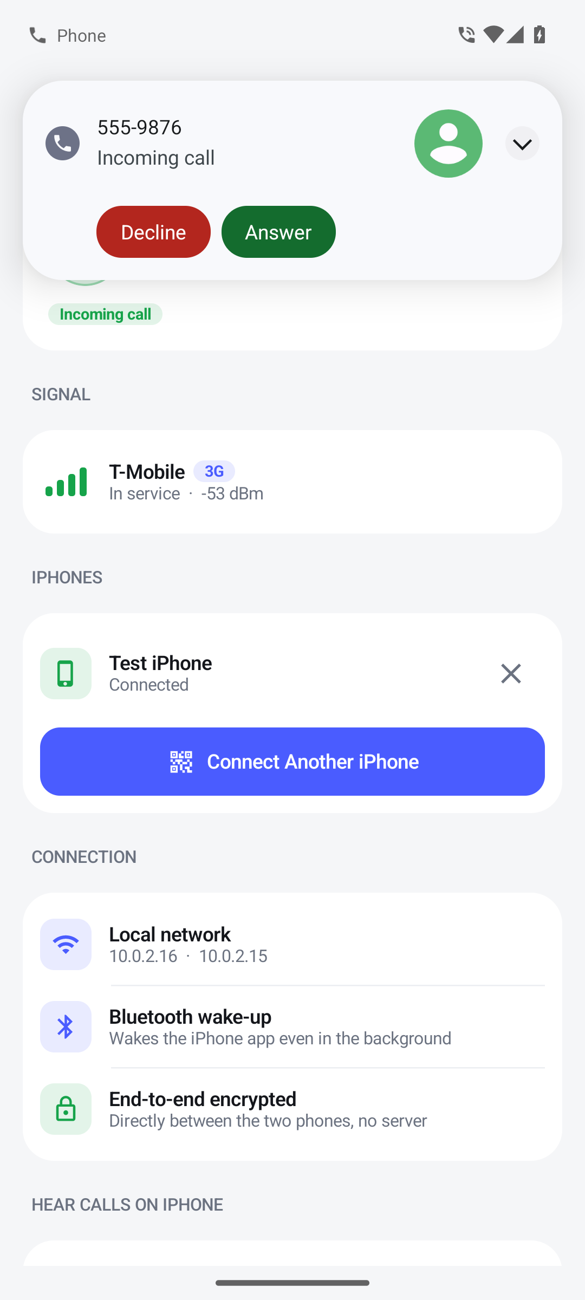 Phone
555-9876
Incoming call
Decline
Answer
Incoming call
SIGNAL
T-Mobile 3G
In service · -53 dBm
IPHONES
Test iPhone
Connected
Connect Another iPhone
CONNECTION
Local network
10.0.2.16 · 10.0.2.15
Bluetooth wake-up
Wakes the iPhone app even in the background
End-to-end encrypted
Directly between the two phones, no server
HEAR CALLS ON IPHONE